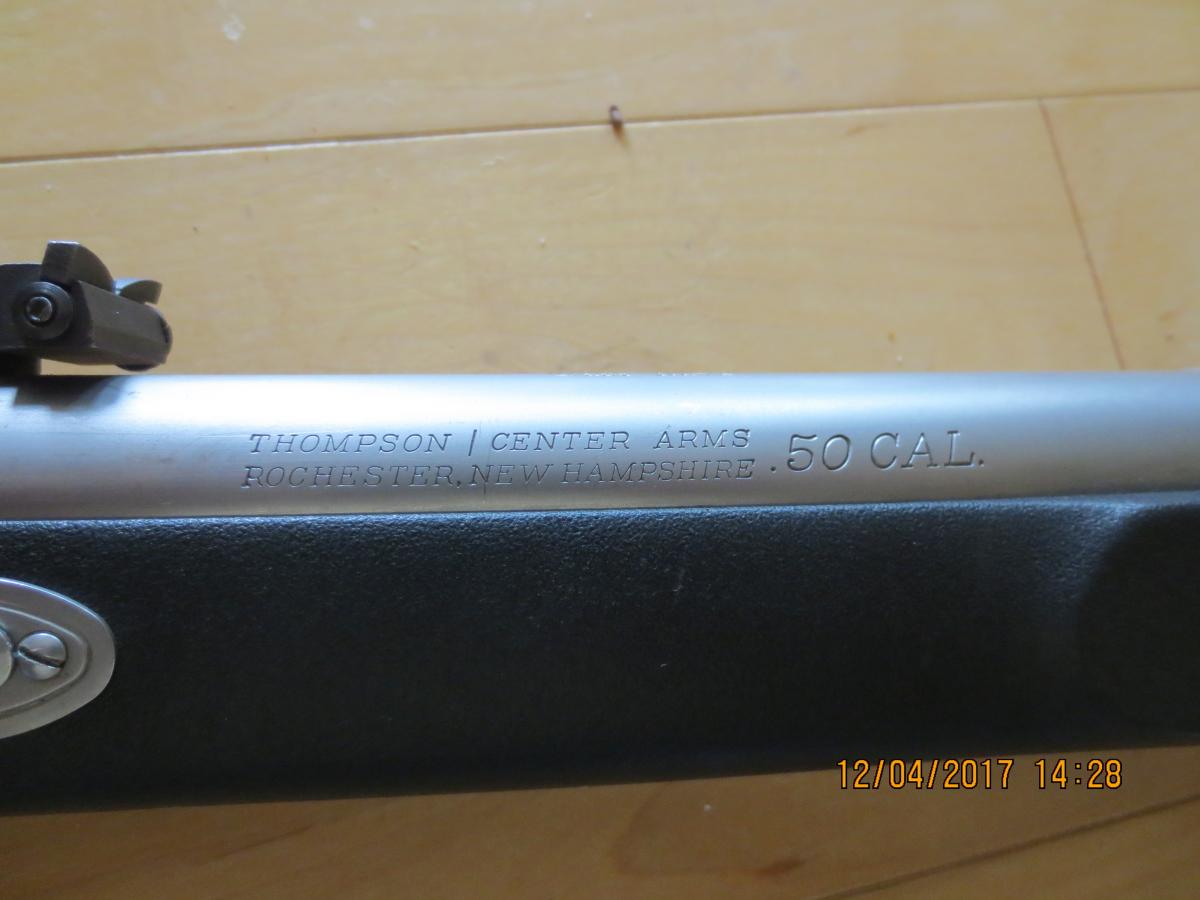 THOMPSON / CENTER ARMS
ROCHESTER, NEW HAMPSHIRE
.50 CAL.
12/04/2017 14:28